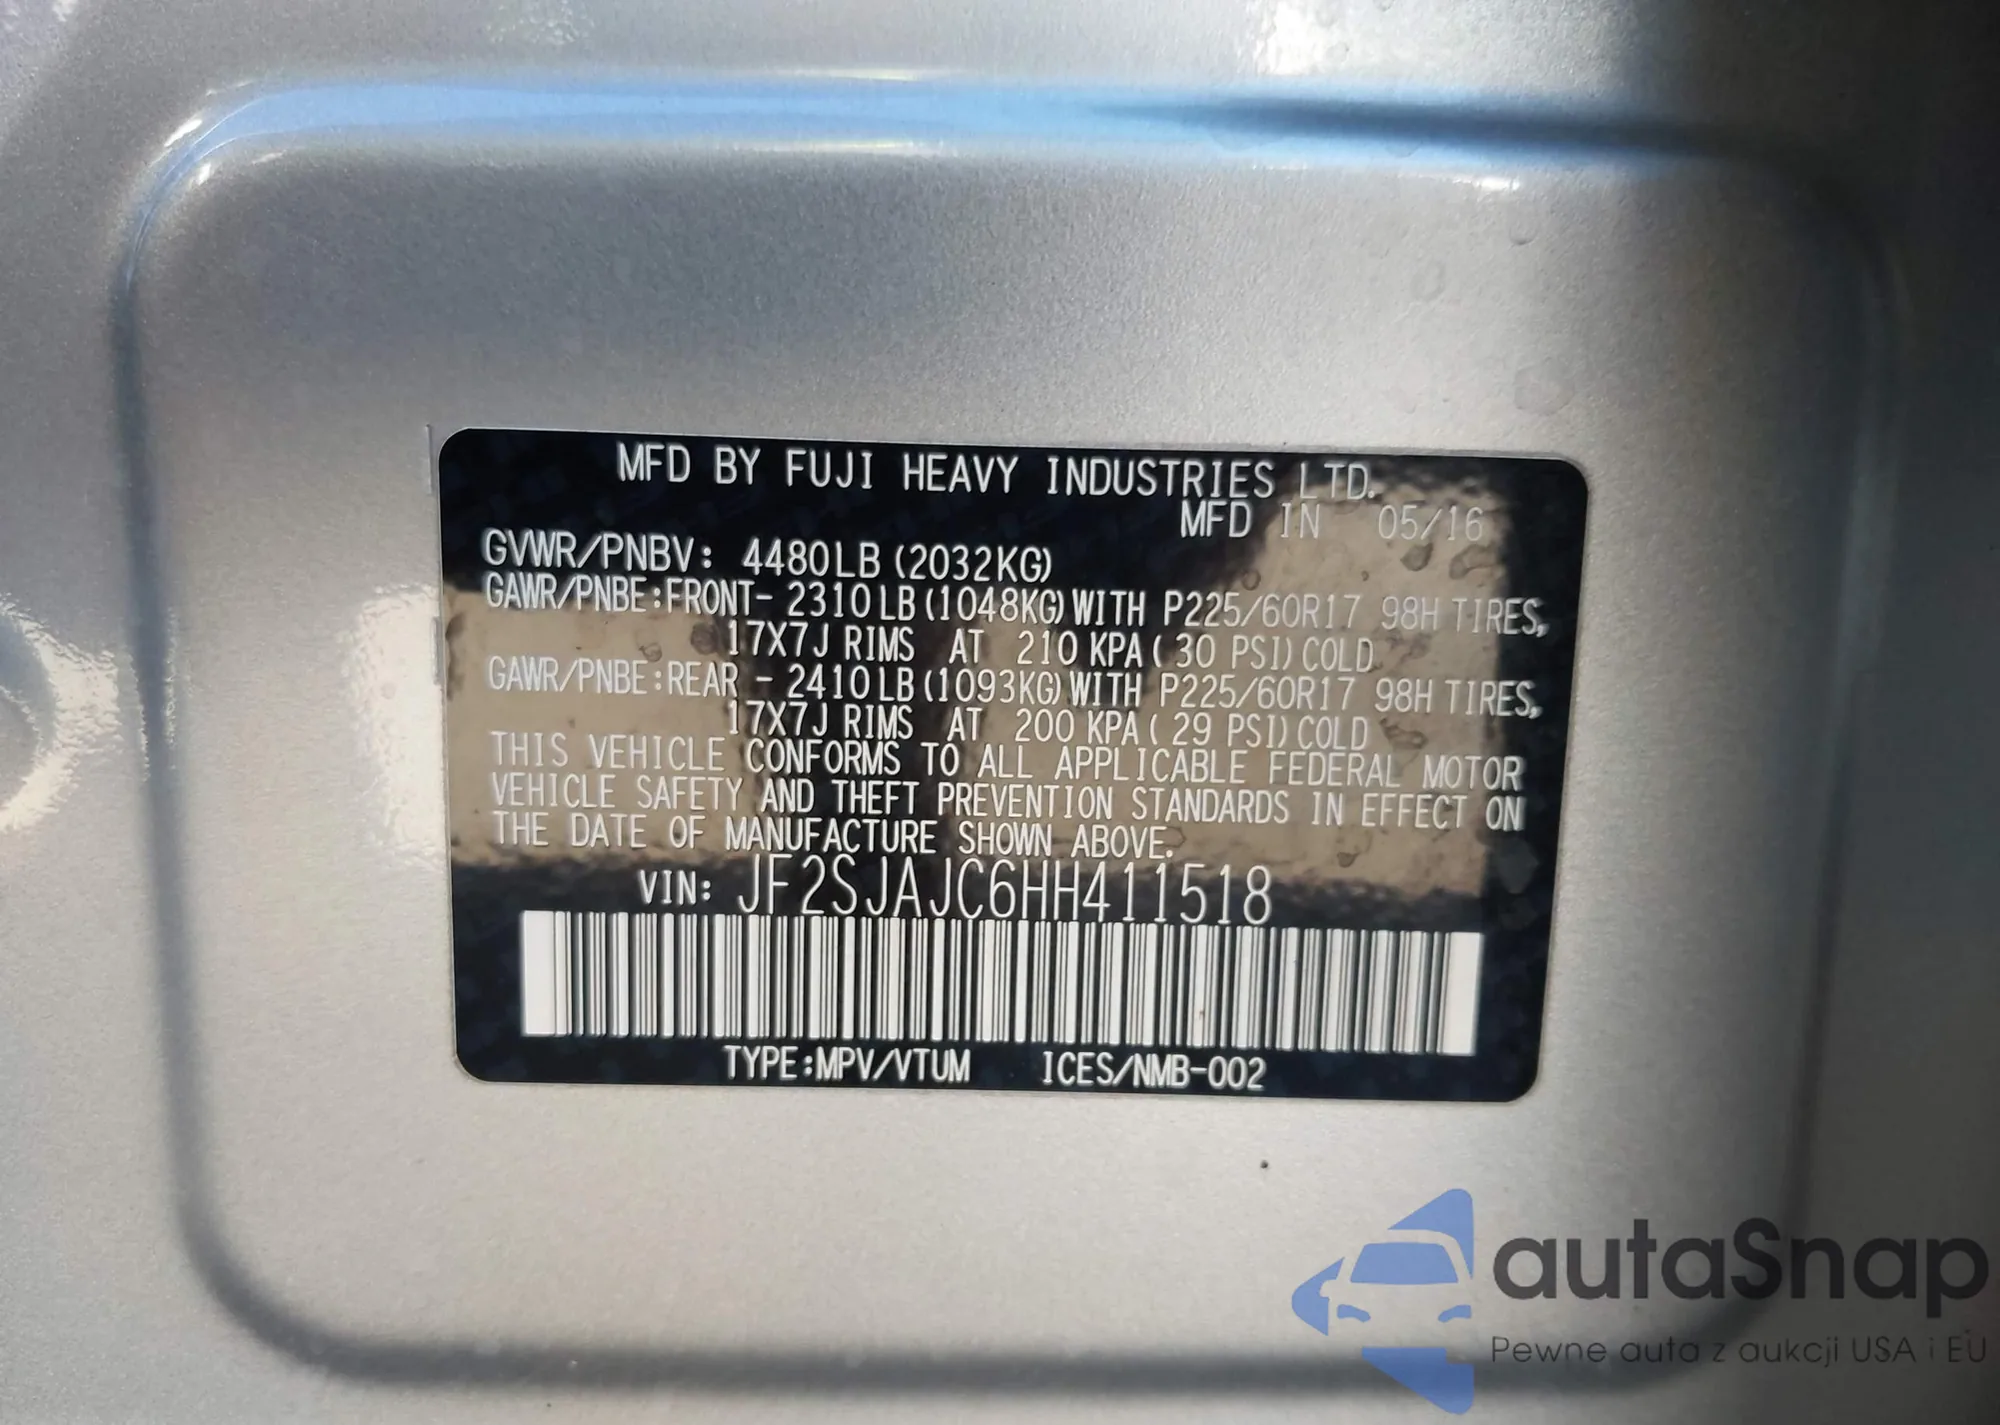 MFD BY FUJI HEAVY INDUSTRIES LTD.
MFD IN 05/16
GVWR/PNBV: 4480LB (2032KG)
GAWR/PNBE:FRONT- 2310LB (1048KG) WITH P225/60R17 98H TIRES,
17X7J RIMS AT 210 KPA ( 30 PSI) COLD
GAWR/PNBE:REAR - 2410LB (1093KG) WITH P225/60R17 98H TIRES,
17X7J RIMS AT 200 KPA ( 29 PSI) COLD
THIS VEHICLE CONFORMS TO ALL APPLICABLE FEDERAL MOTOR
VEHICLE SAFETY AND THEFT PREVENTION STANDARDS IN EFFECT ON
THE DATE OF MANUFACTURE SHOWN ABOVE.
VIN: JF2SJAJC6HH411518
TYPE:MPV/VTUM ICES/NMB-002
autaSnap
Pewne auta z aukcji USA i EU